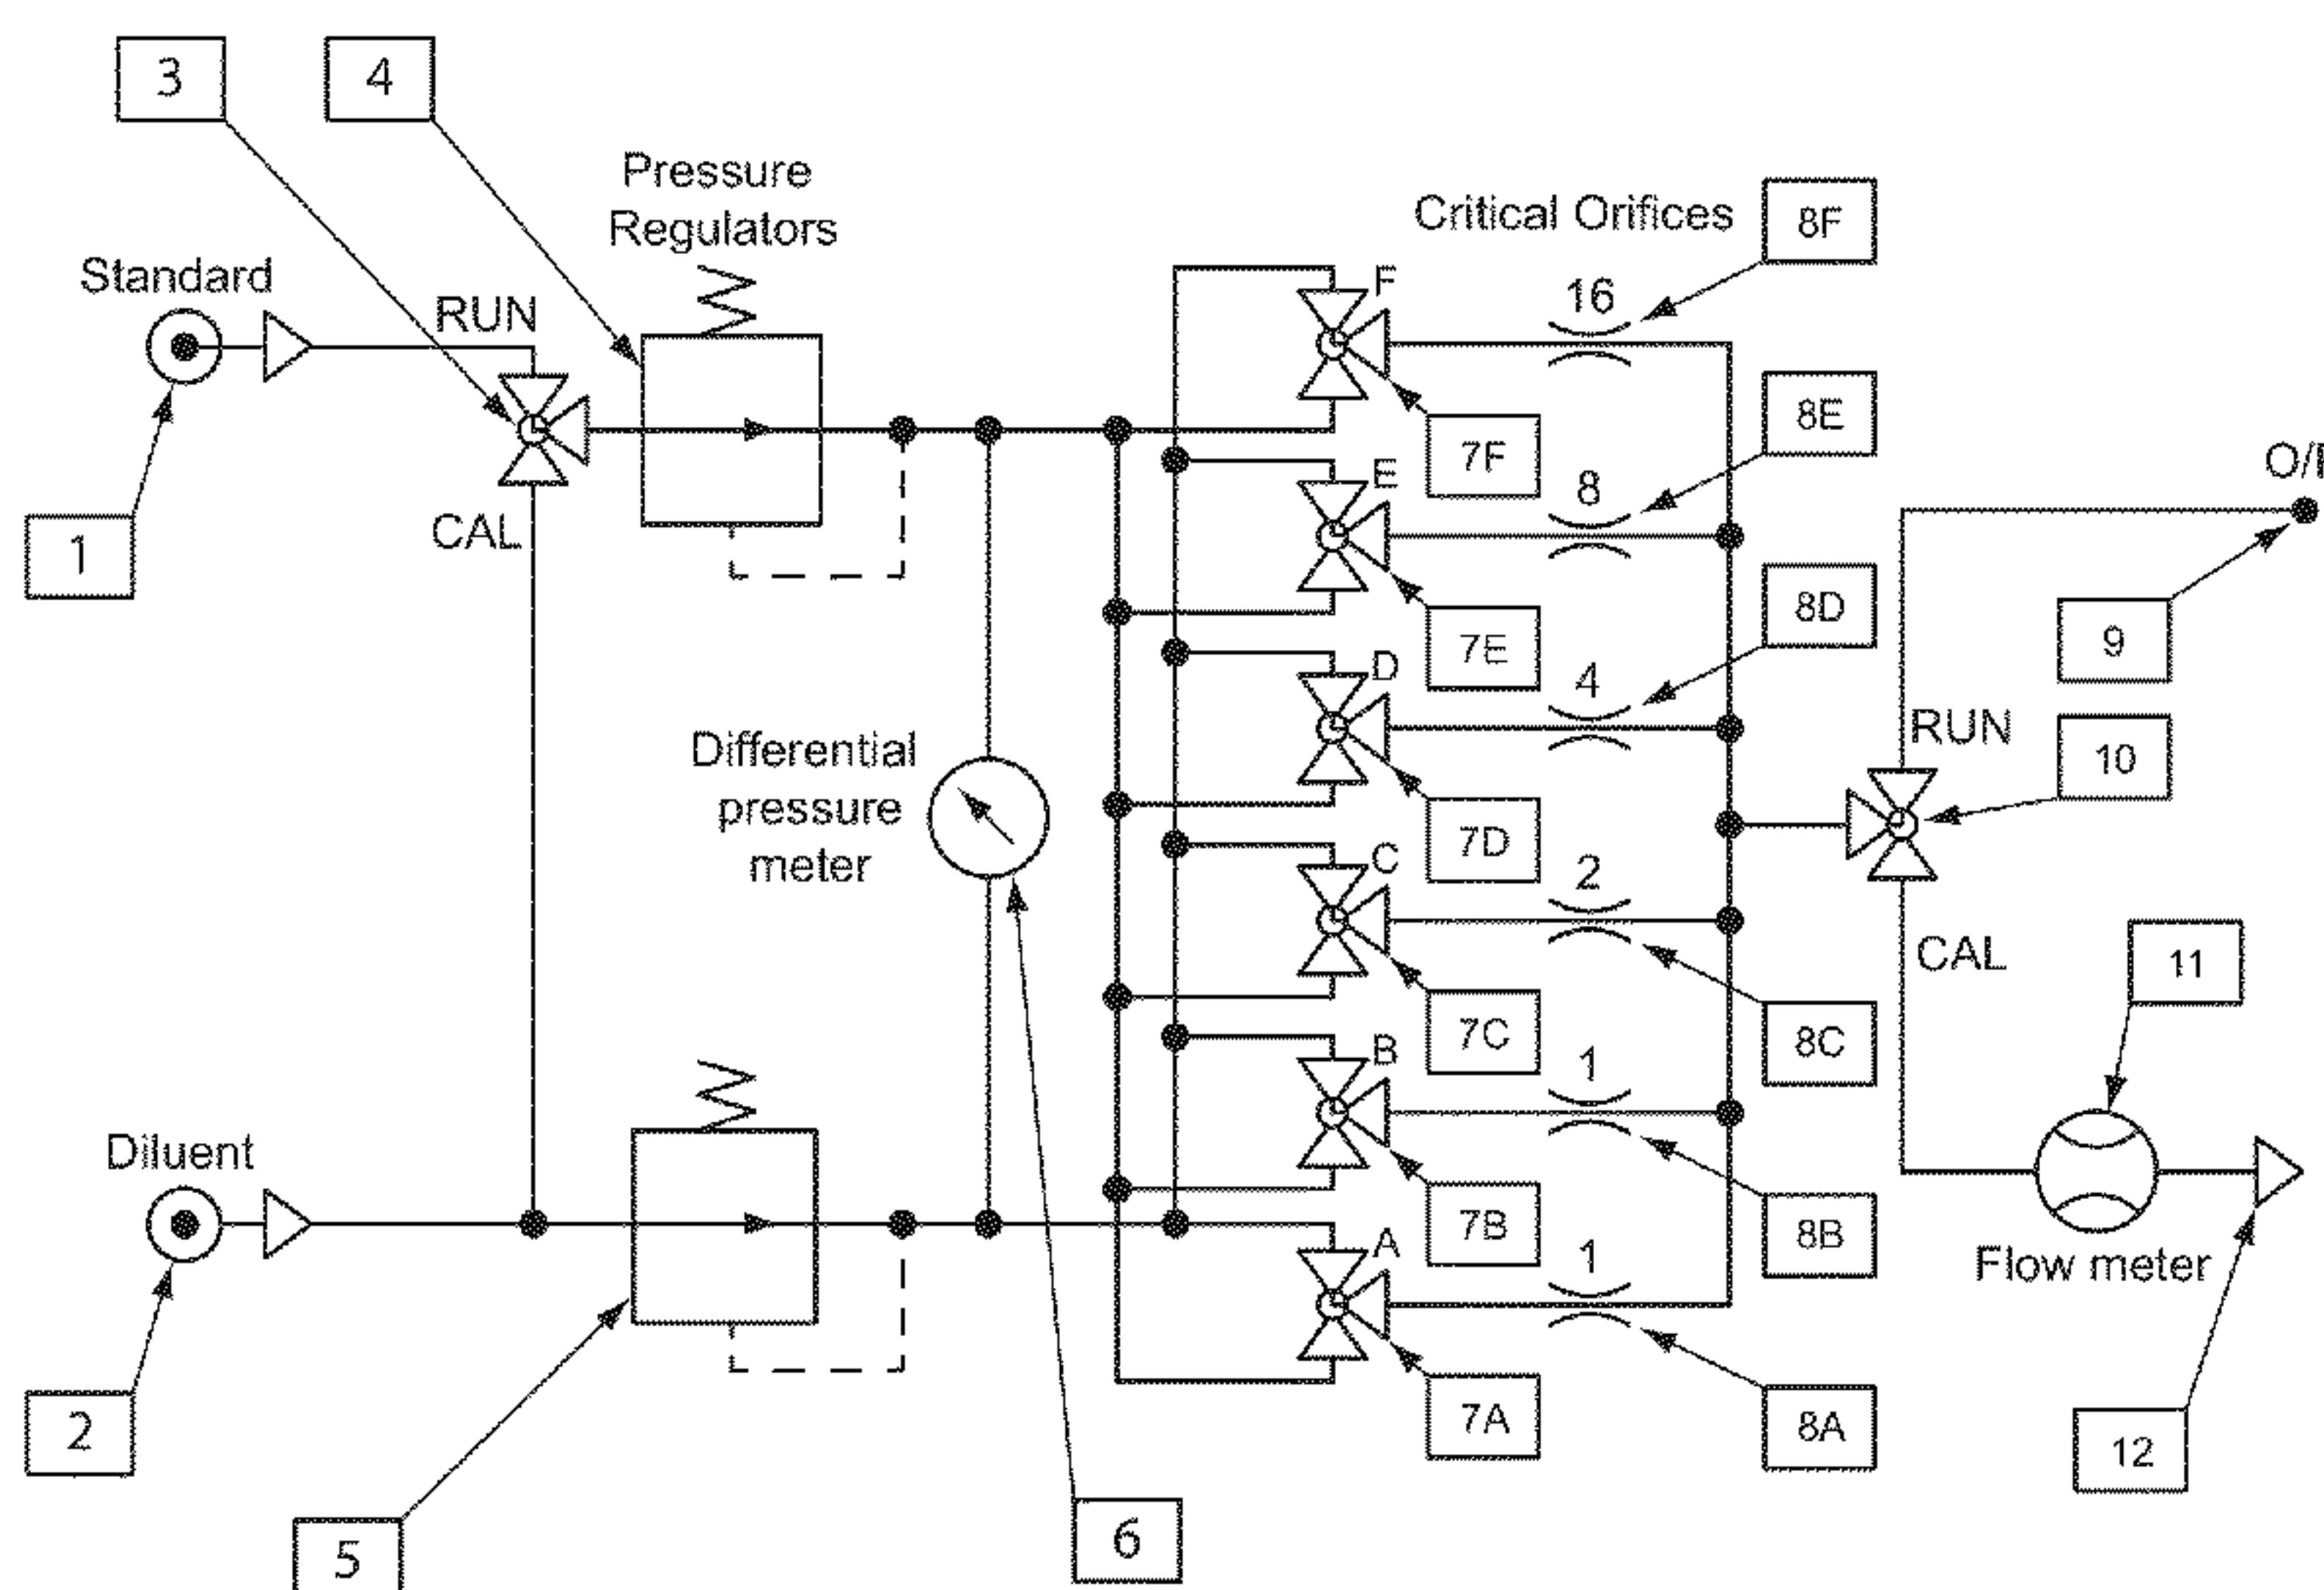 3
4
Pressure
Regulators
Critical Orifices
8F
Standard
RUN
F
16
8E
7F
O/
E
8
CAL
1
8D
7E
9
D
4
RUN
10
Differential
pressure
meter
7D
C
2
CAL
11
7C
8C
B
1
Diluent
7B
8B
A
1
Flow meter
7A
8A
2
12
6
5